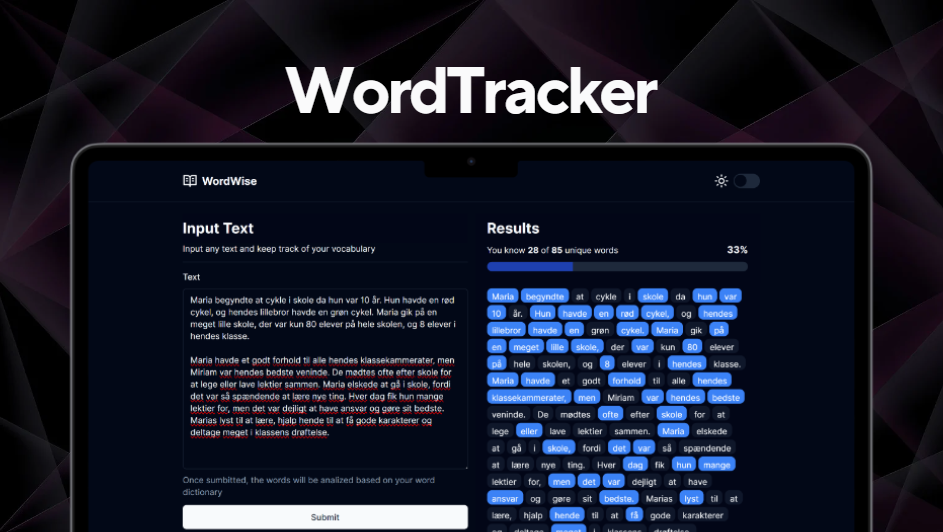 WordTracker
WordWise
Input Text
Input any text and keep track of your vocabulary
Text
Maria begyndte at cykle i skole da hun var 10 år. Hun havde en rød
cykel, og hendes lillebror havde en grøn cykel. Maria gik på en
meget lille skole, der var kun 80 elever på hele skolen, og 8 elever i
hendes klasse.
Maria havde et godt forhold til alle hendes klassekammerater, men
Miriam var hendes bedste veninde. De mødtes ofte efter skole for
at lege eller lave lektier sammen. Maria elskede at gå i skole, fordi
det var så spændende at lære nye ting. Hver dag fik hun mange
lektier for, men det var dejligt at have ansvar og gøre sit bedste.
Marias lyst til at lære, hjalp hende til at få gode karakterer og
deltage meget i klassens drøftelse.
Once sumbitted, the words will be analized based on your word
dictionary
Submit
Results
You know 28 of 85 unique words 33%
Maria begyndte at cykle i skole da hun var
10 år. Hun havde en rød cykel, og hendes
lillebror havde en grøn cykel. Maria gik på
en meget lille skole, der var kun 80 elever
på hele skolen, og 8 elever i hendes klasse.
Maria havde et godt forhold til alle hendes
klassekammerater, men Miriam var hendes bedste
veninde. De mødtes ofte efter skole for at
lege eller lave lektier sammen. Maria elskede
at gå i skole, fordi det var så spændende
at lære nye ting. Hver dag fik hun mange
lektier for, men det var dejligt at have
ansvar og gøre sit bedste. Marias lyst til at
lære, hjalp hende til at få gode karakterer
og deltage meget i klassens drøftelse.